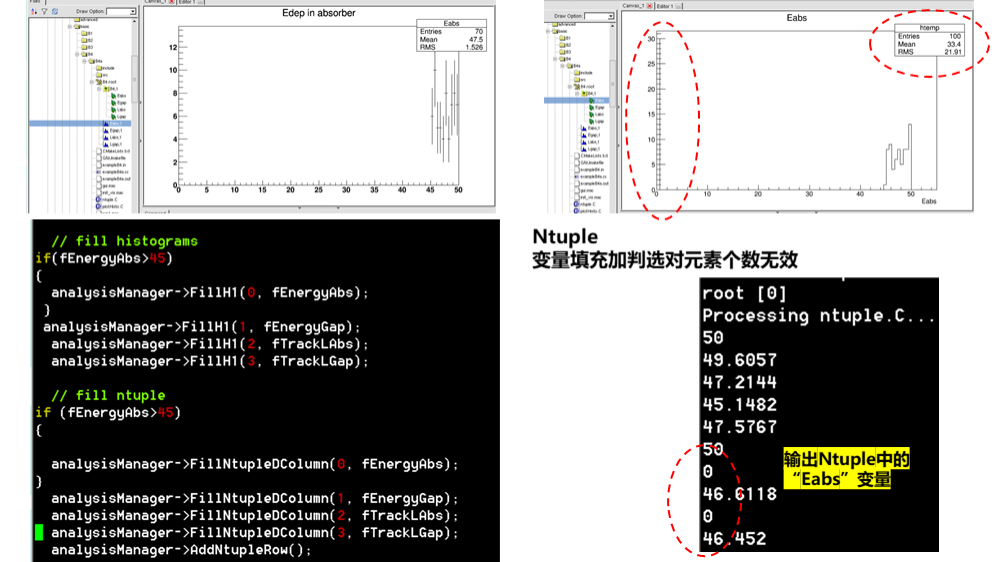 Canvas_1
Editor 1
Draw Option:
Edep in absorber
Eabs
Entries 70
Mean 47.5
RMS 1.526
12
10
8
6
4
2
0
0 5 10 15 20 25 30 35 40 45 50
Canvas_1
Editor 1
Draw Option:
Eabs
htemp
Entries 100
Mean 33.4
RMS 21.91
30
25
20
15
10
5
0
0 10 20 30 40 50
Eabs
// fill histograms
if(fEnergyAbs>45)
{
analysisManager->FillH1(0, fEnergyAbs);
}
analysisManager->FillH1(1, fEnergyGap);
analysisManager->FillH1(2, fTrackLAbs);
analysisManager->FillH1(3, fTrackLGap);
// fill ntuple
if (fEnergyAbs>45)
{
analysisManager->FillNtupleDColumn(0, fEnergyAbs);
}
analysisManager->FillNtupleDColumn(1, fEnergyGap);
analysisManager->FillNtupleDColumn(2, fTrackLAbs);
analysisManager->FillNtupleDColumn(3, fTrackLGap);
analysisManager->AddNtupleRow();
Ntuple
变量填充加判选对元素个数无效
root [0]
Processing ntuple.C...
50
49.6057
47.2144
45.1482
47.5767
50
0
46.6118
0
46.452
输出Ntuple中的
“Eabs”变量